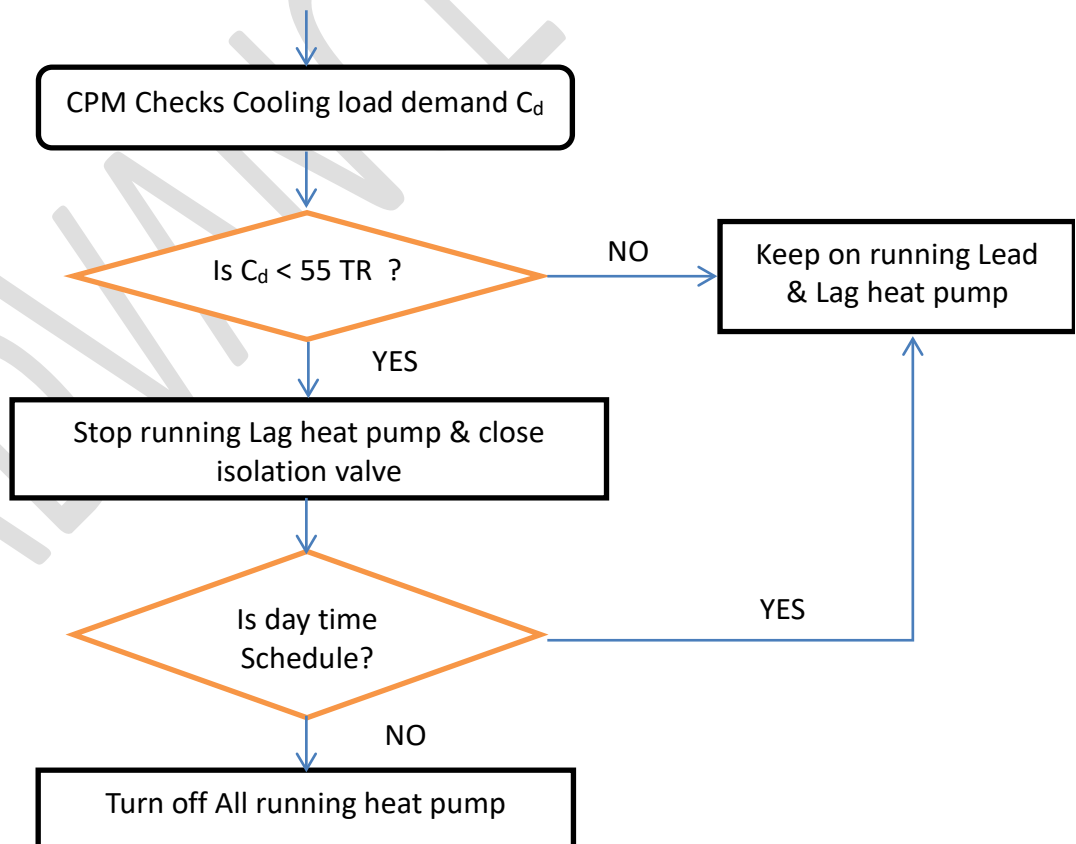 CPM Checks Cooling load demand Cd
Is Cd < 55 TR ?
NO
Keep on running Lead
& Lag heat pump
YES
Stop running Lag heat pump & close
isolation valve
Is day time
Schedule?
YES
NO
Turn off All running heat pump